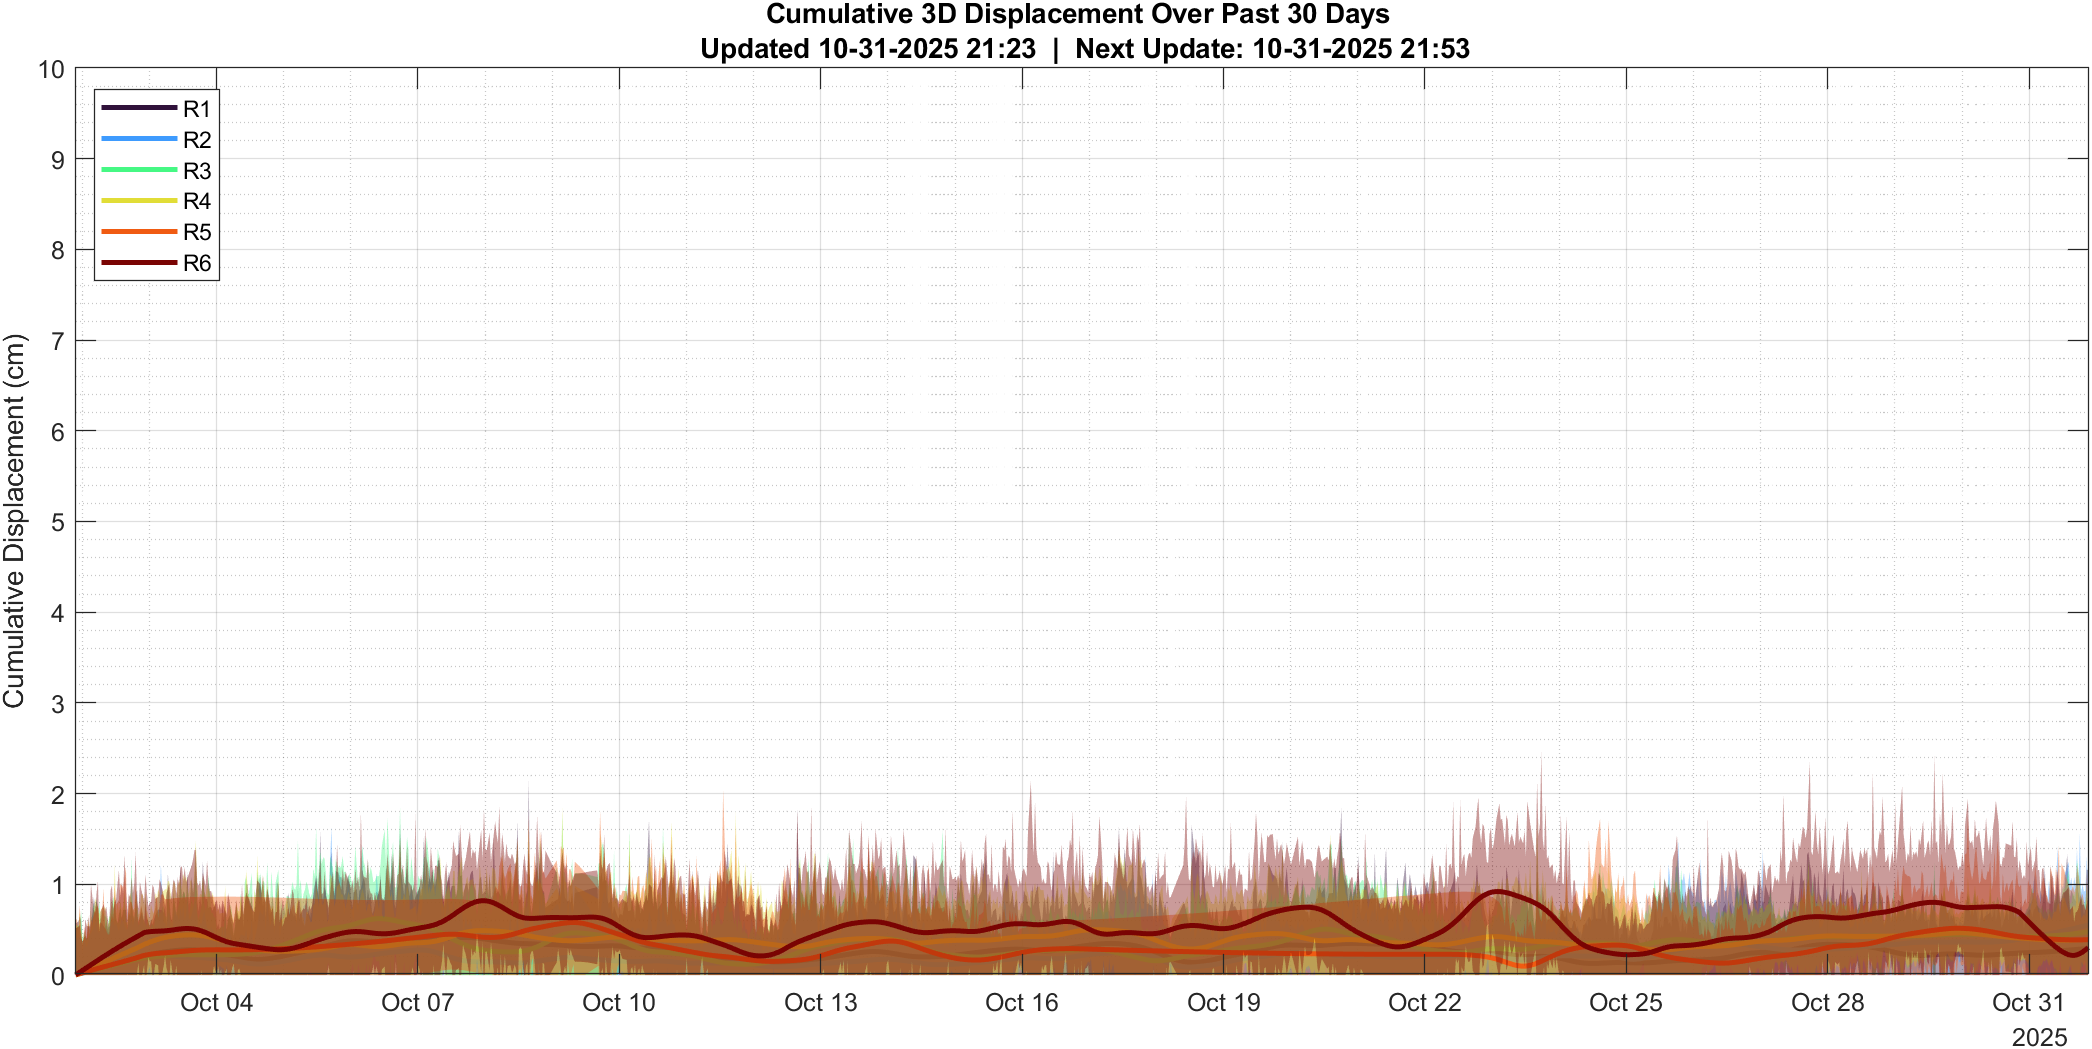 Cumulative 3D Displacement Over Past 30 Days
Updated 10-31-2025 21:23 | Next Update: 10-31-2025 21:53
10
9
8
7
6
5
4
3
2
1
0
Cumulative Displacement (cm)
R1
R2
R3
R4
R5
R6
Oct 04
Oct 07
Oct 10
Oct 13
Oct 16
Oct 19
Oct 22
Oct 25
Oct 28
Oct 31
2025